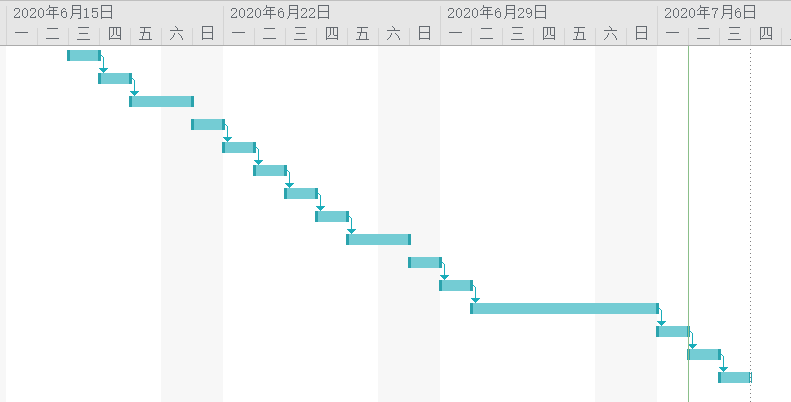 2020年6月15日 2020年6月22日 2020年6月29日 2020年7月6日
一 二 三 四 五 六 日 一 二 三 四 五 六 日 一 二 三 四 五 六 日 一 二 三 四